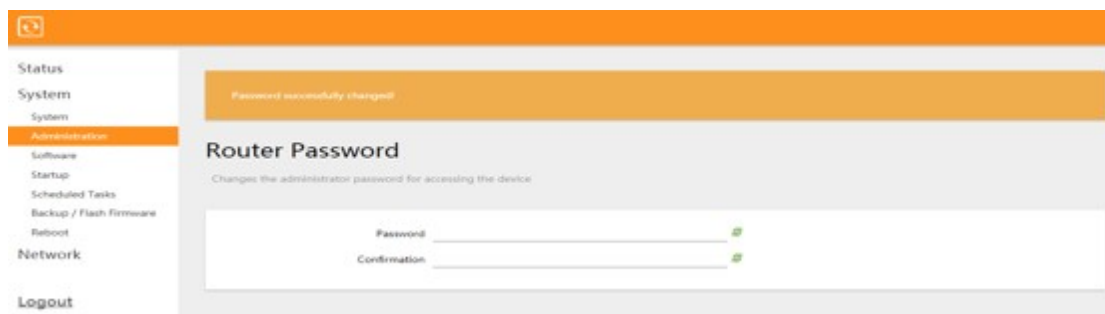 Status
System
System
Administration
Software
Startup
Scheduled Tasks
Backup / Flash Firmware
Reboot
Network
Logout
Password successfully changed!
Router Password
Changes the administrator password for accessing the device
Password
Confirmation